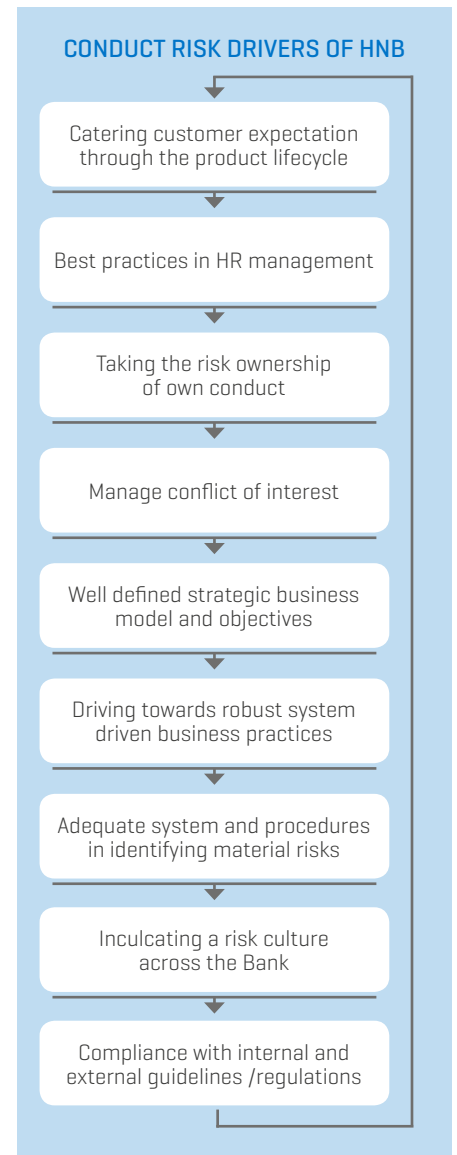 CONDUCT RISK DRIVERS OF HNB
Catering customer expectation
through the product lifecycle
Best practices in HR management
Taking the risk ownership
of own conduct
Manage conflict of interest
Well defined strategic business
model and objectives
Driving towards robust system
driven business practices
Adequate system and procedures
in identifying material risks
Inculcating a risk culture
across the Bank
Compliance with internal and
external guidelines /regulations